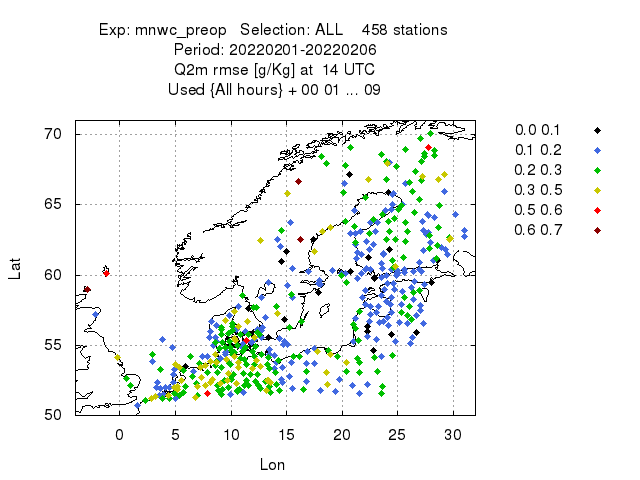 Exp: mnwc_preop   Selection: ALL    458 stations
Period: 20220201-20220206
Q2m rmse [g/Kg] at  14 UTC
Used {All hours} + 00 01 ... 09
0.0 0.1
0.1 0.2
0.2 0.3
0.3 0.5
0.5 0.6
0.6 0.7
70
65
60
55
50
Lat
0 5 10 15 20 25 30
Lon